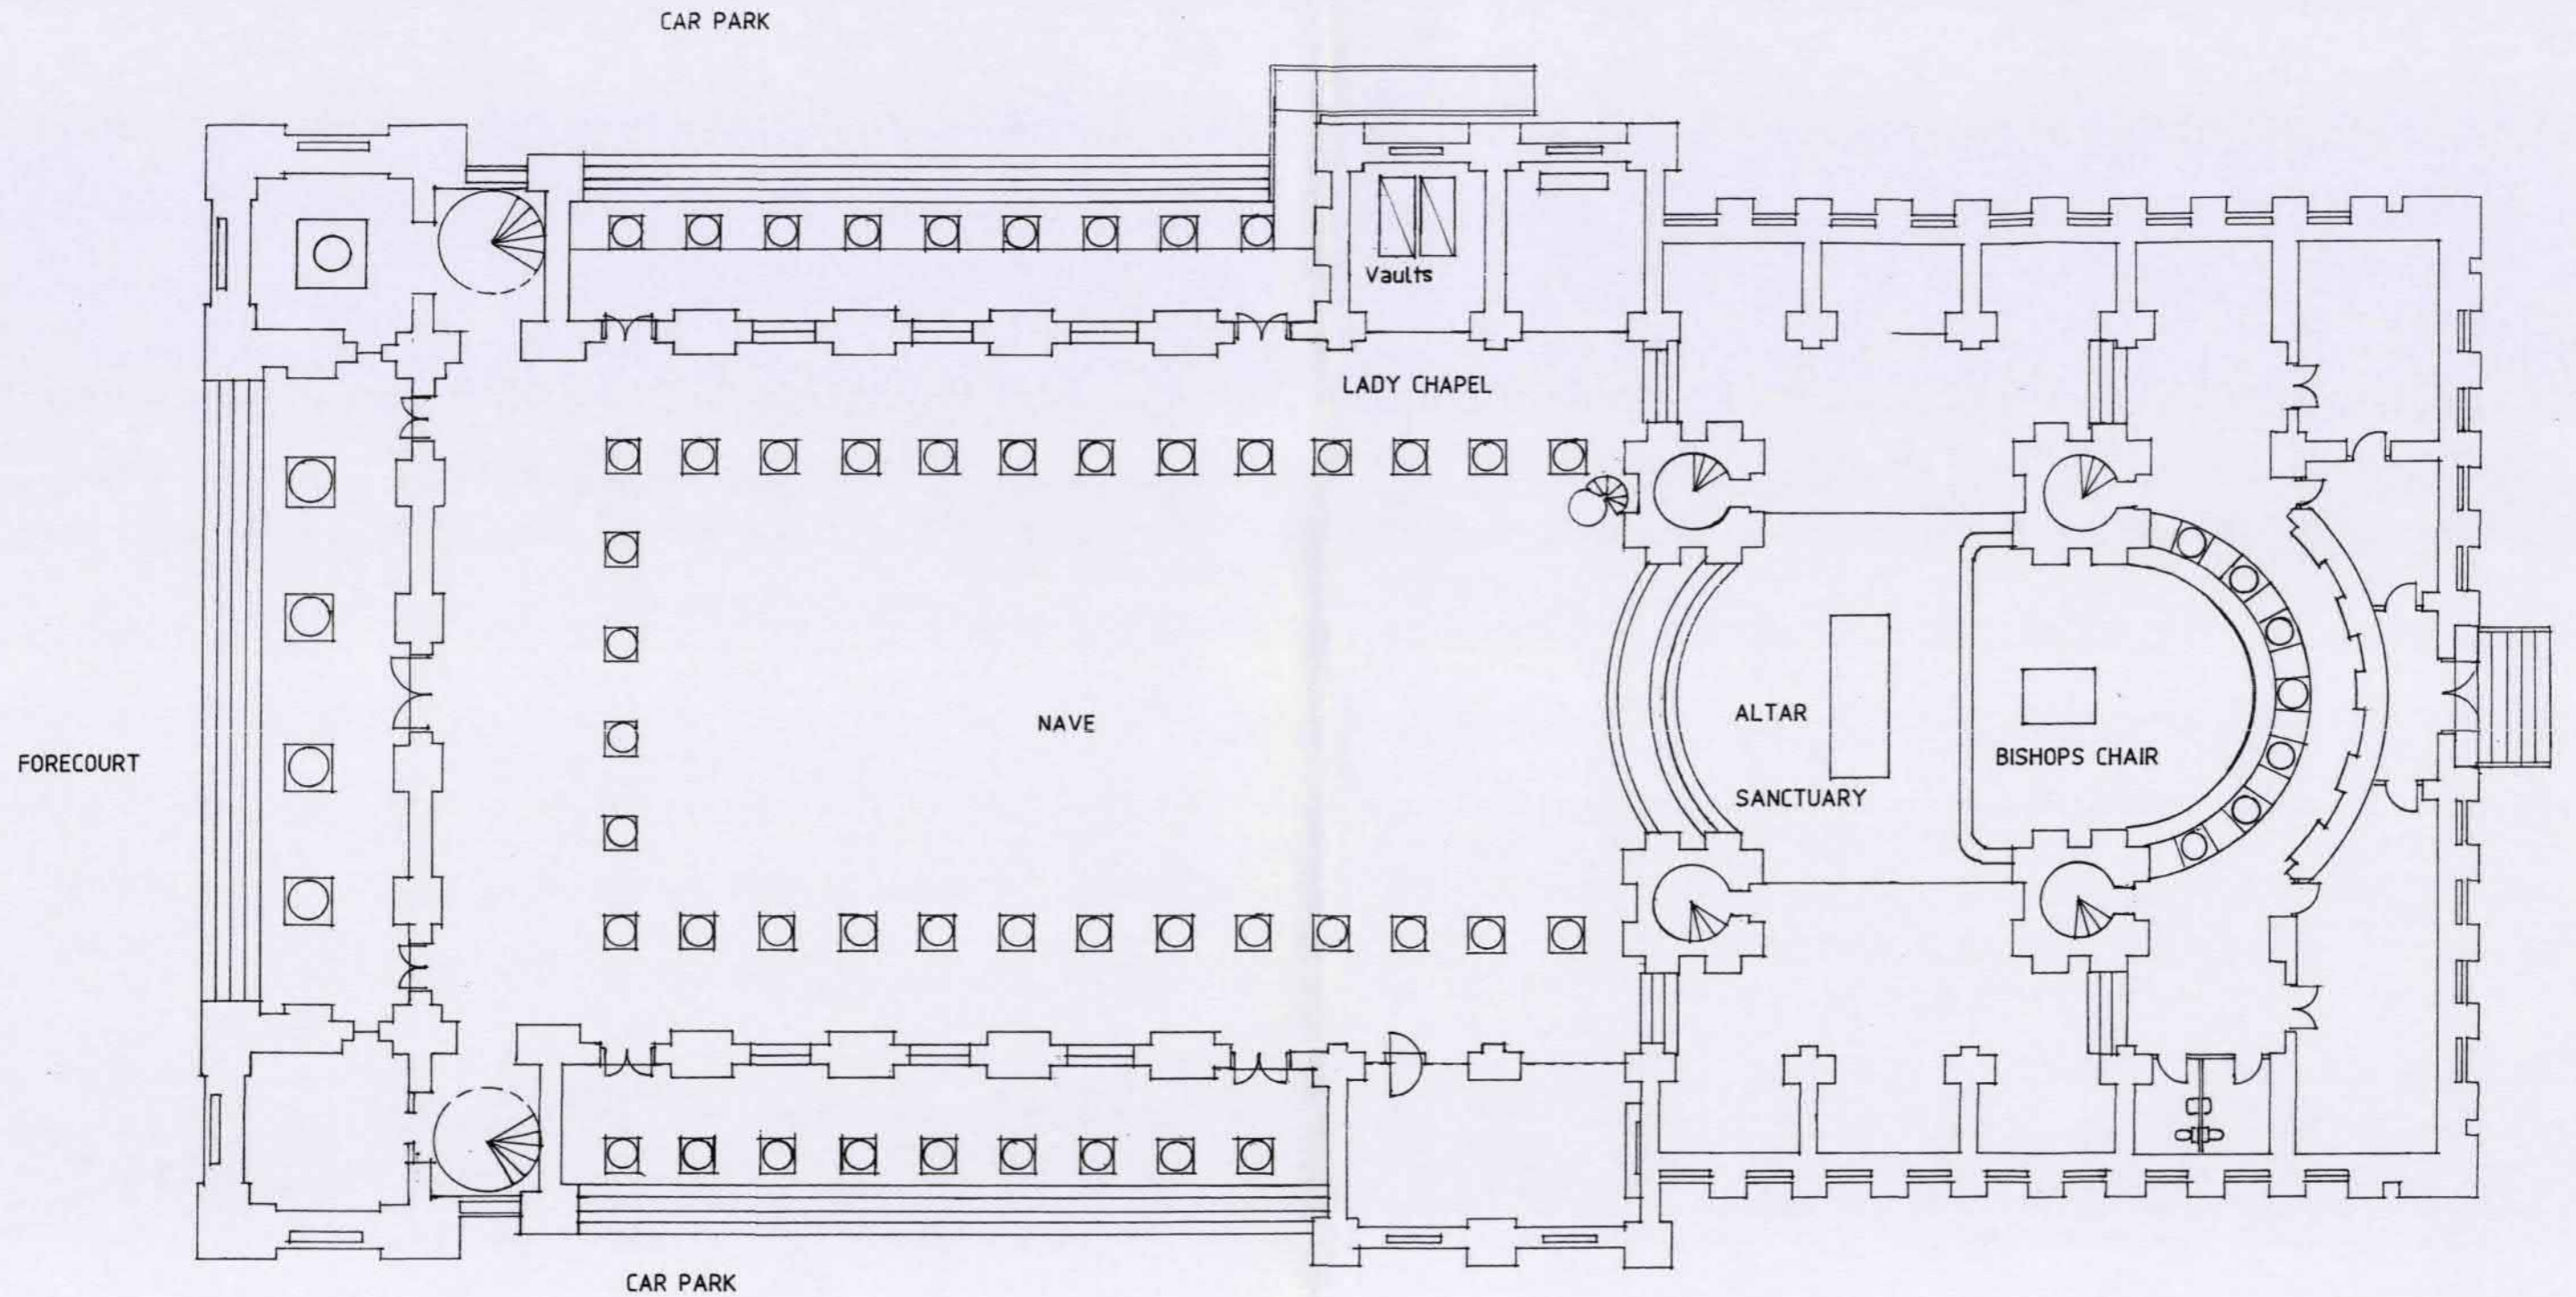 CAR PARK
Vaults
LADY CHAPEL
NAVE
ALTAR
FORECOURT
BISHOPS CHAIR
SANCTUARY
CAR PARK